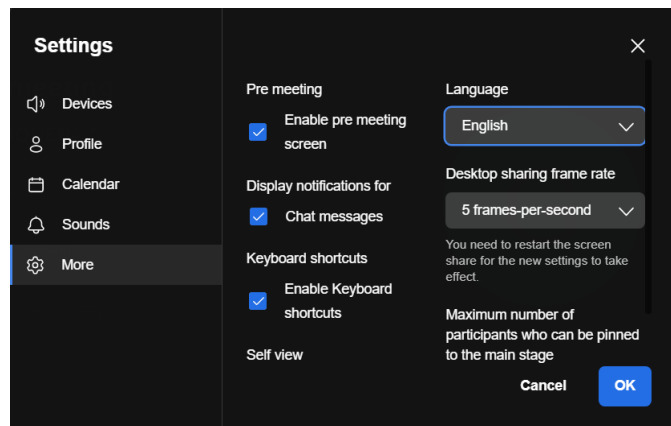 Settings
Devices
Profile
Calendar
Sounds
More
Pre meeting
Enable pre meeting
screen
Display notifications for
Chat messages
Keyboard shortcuts
Enable Keyboard
shortcuts
Self view
Language
English
Desktop sharing frame rate
5 frames-per-second
You need to restart the screen
share for the new settings to take
effect.
Maximum number of
participants who can be pinned
to the main stage
Cancel
OK